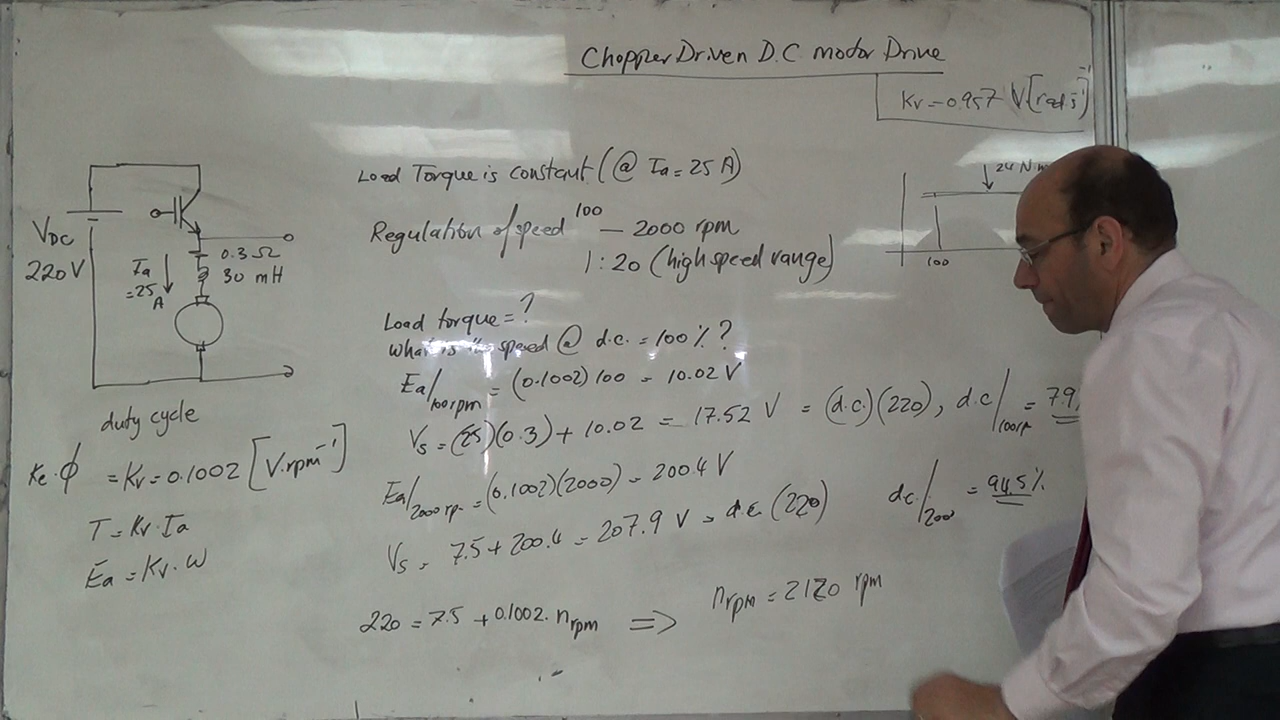 Chopper Driven D.C motor Drive
Kv=0.957 V[rad.s⁻¹]⁻¹
Load Torque is constant (@ Ia=25 A)
Regulation of speed 100 — 2000 rpm
1:20 (high speed range)
24 N.m
100
VDC
220V
0.3 Ω
30 mH
Ia
=25
A
duty cycle
Ke.ϕ = Kv=0.1002 [V.rpm⁻¹]
T=Kv.Ia
Ea=Kv.W
Load torque=?
What is the speed @ d.c.=100%?
Ea/100rpm = (0.1002)100 = 10.02 V
Vs=(25)(0.3)+10.02 = 17.52 V = (d.c.)(220), d.c/100rpm = 7.9
Ea/2000rpm=(0.1002)(2000)=200.4 V
Vs= 7.5+200.4=207.9 V = d.c (220)
d.c/2000 = 94.5%
220=7.5+0.1002.nrpm => nrpm=2120 rpm